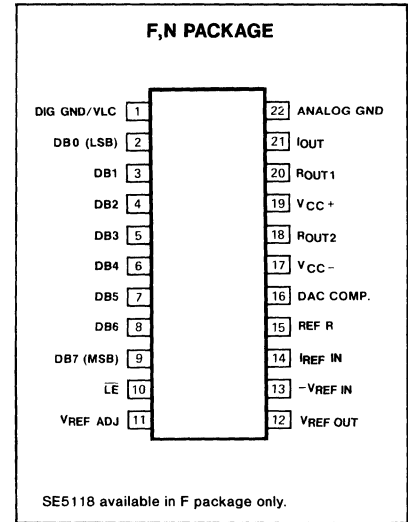 F,N PACKAGE
DIG GND/VLC 1
DB0 (LSB) 2
DB1 3
DB2 4
DB3 5
DB4 6
DB5 7
DB6 8
DB7 (MSB) 9
L̅E̅ 10
VREF ADJ 11
22 ANALOG GND
21 IOUT
20 ROUT1
19 VCC+
18 ROUT2
17 VCC−
16 DAC COMP.
15 REF R
14 IREF IN
13 −VREF IN
12 VREF OUT
SE5118 available in F package only.